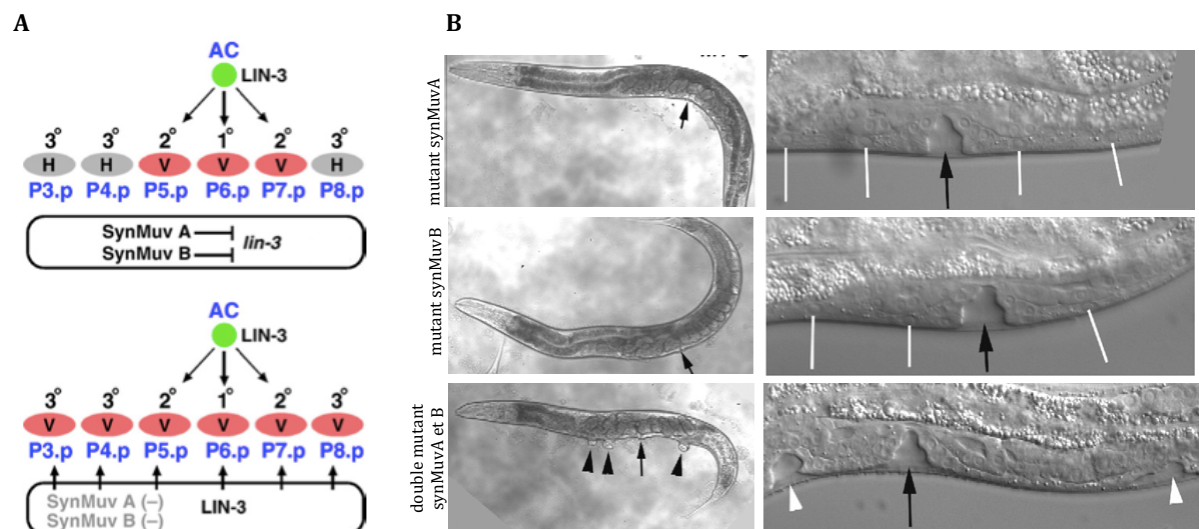 A
AC
LIN-3
3° 3° 2° 1° 2° 3°
H H V V V H
P3.p P4.p P5.p P6.p P7.p P8.p
SynMuv A
SynMuv B
lin-3
AC
LIN-3
3° 3° 2° 1° 2° 3°
V V V V V V
P3.p P4.p P5.p P6.p P7.p P8.p
SynMuv A (–)
SynMuv B (–)
LIN-3
B
mutant synMuvA
mutant synMuvB
double mutant
synMuvA et B